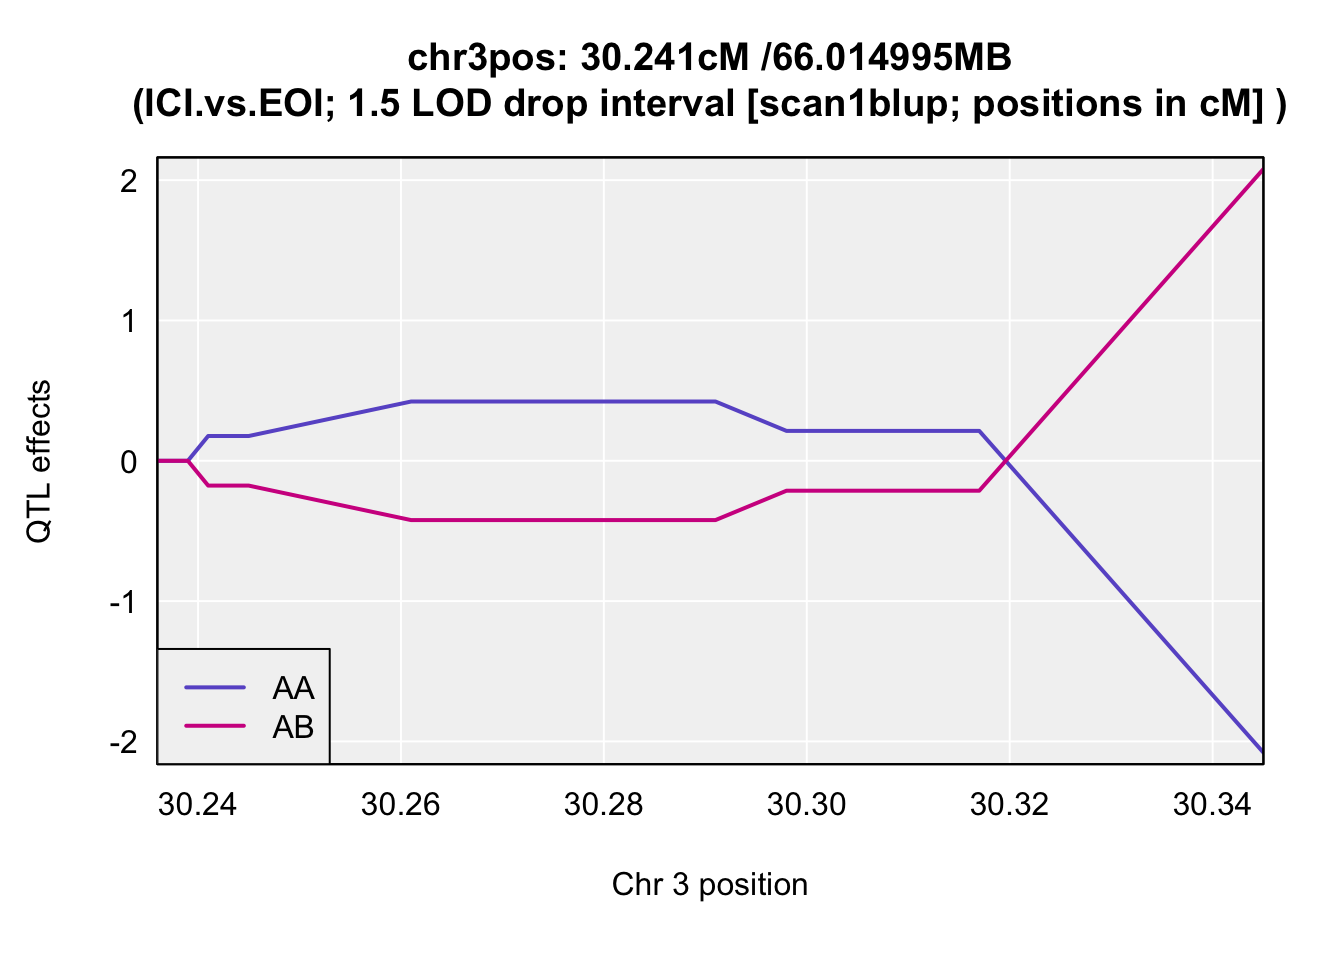 chr3pos: 30.241cM /66.014995MB
(ICI.vs.EOI; 1.5 LOD drop interval [scan1blup; positions in cM] )
2
1
0
-1
-2
QTL effects
AA
AB
30.24 30.26 30.28 30.30 30.32 30.34
Chr 3 position